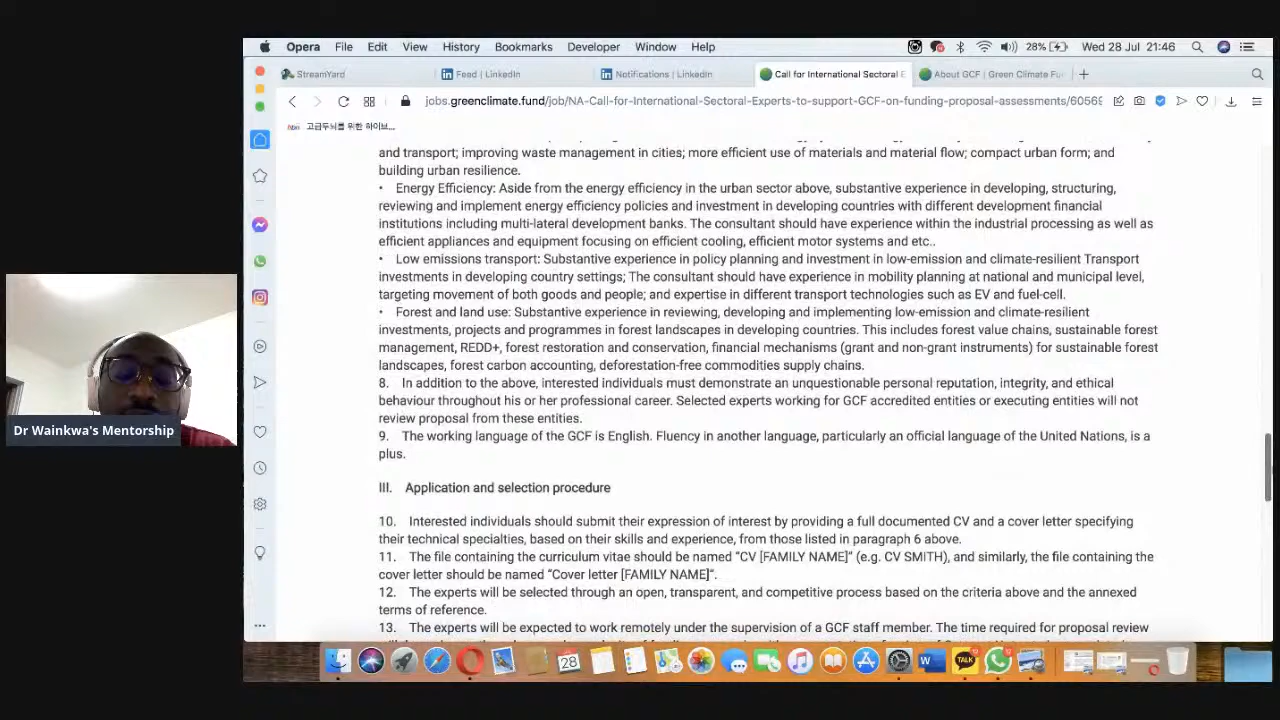 Opera File Edit View History Bookmarks Developer Window Help 28% Wed 28 Jul 21:46
StreamYard Feed | LinkedIn Notifications | LinkedIn Call for International Sectoral E About GCF | Green Climate Fu
jobs.greenclimate.fund/job/NA-Call-for-International-Sectoral-Experts-to-support-GCF-on-funding-proposal-assessments/6056
고급두뇌를 위한 하이브...
and transport; improving waste management in cities; more efficient use of materials and material flow; compact urban form; and
building urban resilience.
• Energy Efficiency: Aside from the energy efficiency in the urban sector above, substantive experience in developing, structuring,
reviewing and implement energy efficiency policies and investment in developing countries with different development financial
institutions including multi-lateral development banks. The consultant should have experience within the industrial processing as well as
efficient appliances and equipment focusing on efficient cooling, efficient motor systems and etc..
• Low emissions transport: Substantive experience in policy planning and investment in low-emission and climate-resilient Transport
investments in developing country settings; The consultant should have experience in mobility planning at national and municipal level,
targeting movement of both goods and people; and expertise in different transport technologies such as EV and fuel-cell.
• Forest and land use: Substantive experience in reviewing, developing and implementing low-emission and climate-resilient
investments, projects and programmes in forest landscapes in developing countries. This includes forest value chains, sustainable forest
management, REDD+, forest restoration and conservation, financial mechanisms (grant and non-grant instruments) for sustainable forest
landscapes, forest carbon accounting, deforestation-free commodities supply chains.
8. In addition to the above, interested individuals must demonstrate an unquestionable personal reputation, integrity, and ethical
behaviour throughout his or her professional career. Selected experts working for GCF accredited entities or executing entities will not
review proposal from these entities.
9. The working language of the GCF is English. Fluency in another language, particularly an official language of the United Nations, is a
plus.
Dr Wainkwa's Mentorship
III. Application and selection procedure
10. Interested individuals should submit their expression of interest by providing a full documented CV and a cover letter specifying
their technical specialties, based on their skills and experience, from those listed in paragraph 6 above.
11. The file containing the curriculum vitae should be named “CV [FAMILY NAME]” (e.g. CV SMITH), and similarly, the file containing the
cover letter should be named “Cover letter [FAMILY NAME]”.
12. The experts will be selected through an open, transparent, and competitive process based on the criteria above and the annexed
terms of reference.
13. The experts will be expected to work remotely under the supervision of a GCF staff member. The time required for proposal review
28 TALK